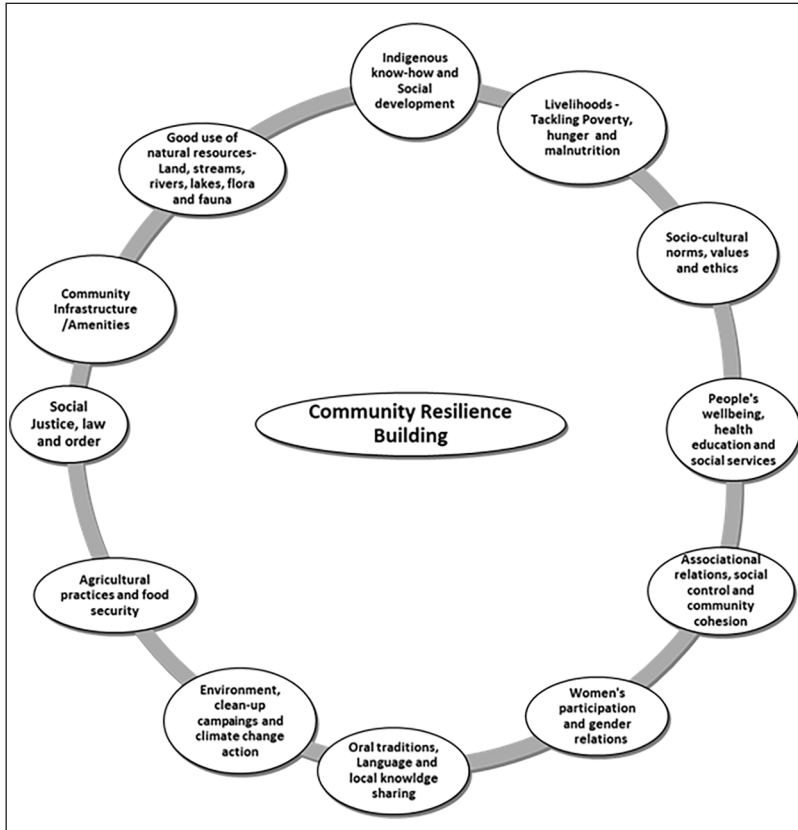 Indigenous
know-how and
Social
development
Livelihoods -
Tackling Poverty,
hunger and
malnutrition
Socio-cultural
norms, values
and ethics
People's
wellbeing,
health
education and
social services
Associational
relations, social
control and
community
cohesion
Women's
participation
and gender
relations
Oral traditions,
Language and
local knowldge
sharing
Environment,
clean-up
campaings and
climate change
action
Agricultural
practices and food
security
Social
Justice, law
and order
Community
Infrastructure
/Amenities
Good use of
natural resources-
Land, streams,
rivers, lakes, flora
and fauna
Community Resilience
Building